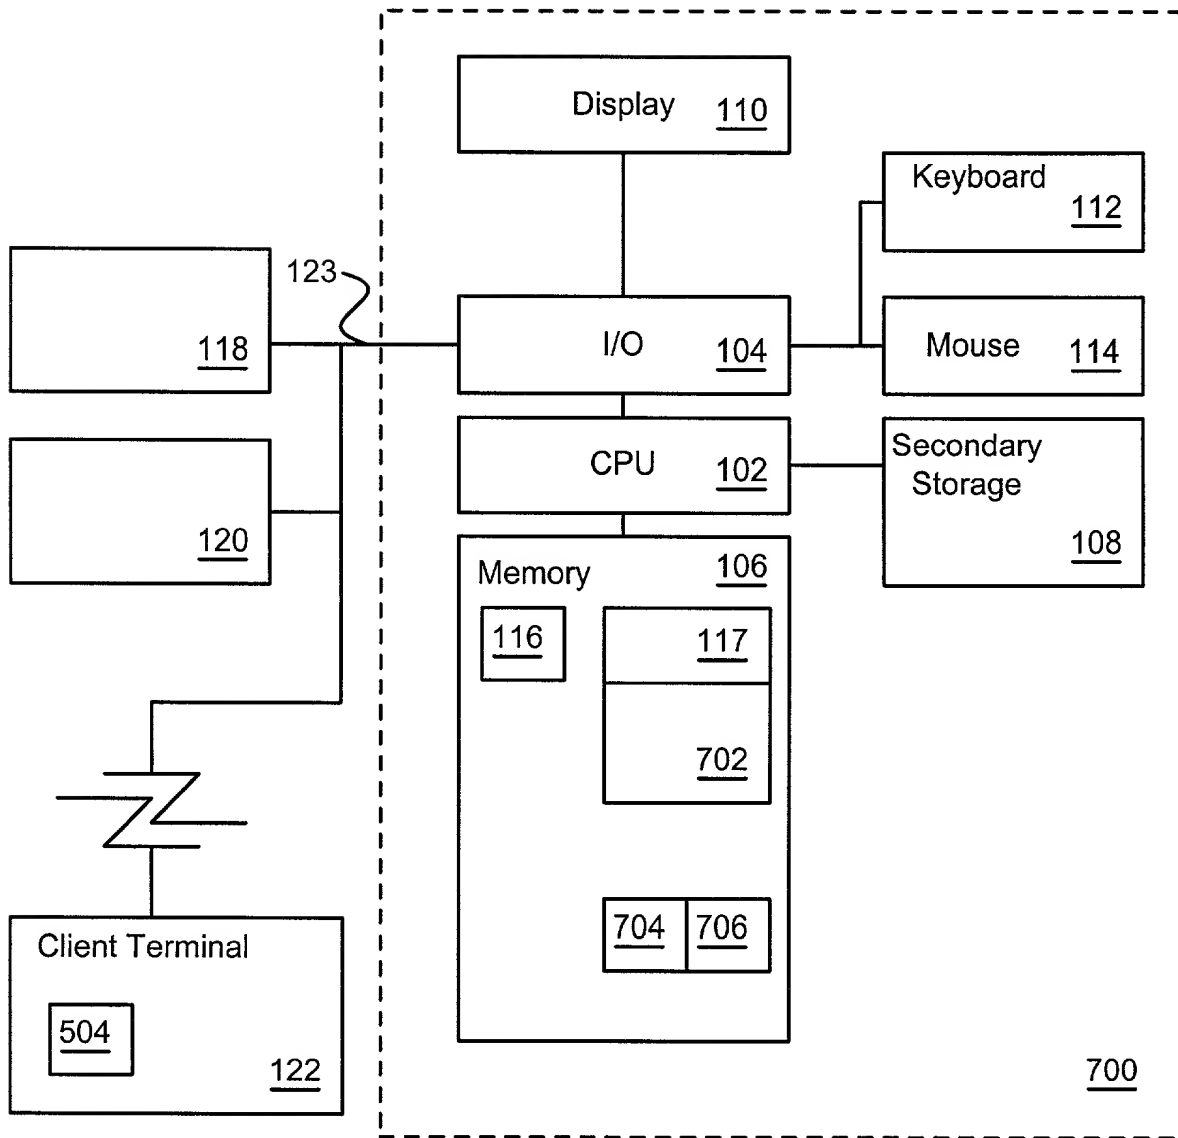 Display 110
Keyboard
112
123
118
I/O 104
Mouse 114
CPU 102
Secondary
Storage
108
120
Memory 106
116
117
702
704 706
Client Terminal
504
122
700